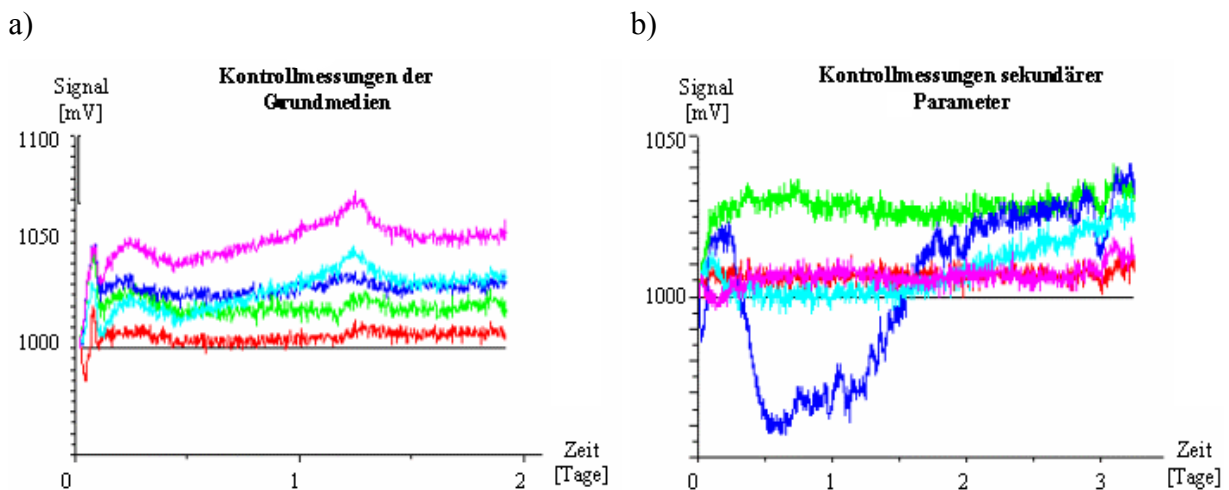 a)
Kontrollmessungen der
Grundmedien
Signal
[mV]
1100
1050
1000
0
1
2
Zeit
[Tage]
b)
Kontrollmessungen sekundärer
Parameter
Signal
[mV]
1050
1000
0
1
2
3
Zeit
[Tage]